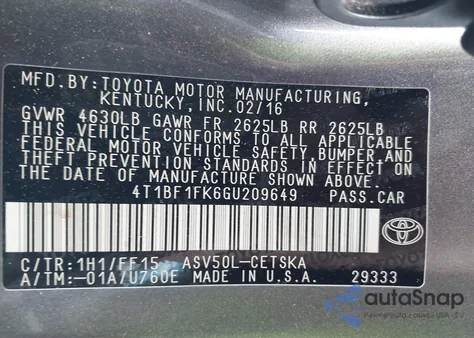 MFD.BY:TOYOTA MOTOR MANUFACTURING,
KENTUCKY,INC.02/16
GVWR 4630LB GAWR FR 2625LB RR 2625LB
THIS VEHICLE CONFORMS TO ALL APPLICABLE
FEDERAL MOTOR VEHICLE SAFETY,BUMPER,AND
THEFT PREVENTION STANDARDS IN EFFECT ON
THE DATE OF MANUFACTURE SHOWN ABOVE.
4T1BF1FK6GU209649 PASS.CAR
C/TR:1H1/FF15 ASV50L-CETSKA
A/TM:-01A/U760E MADE IN U.S.A. 29333
autaSnap